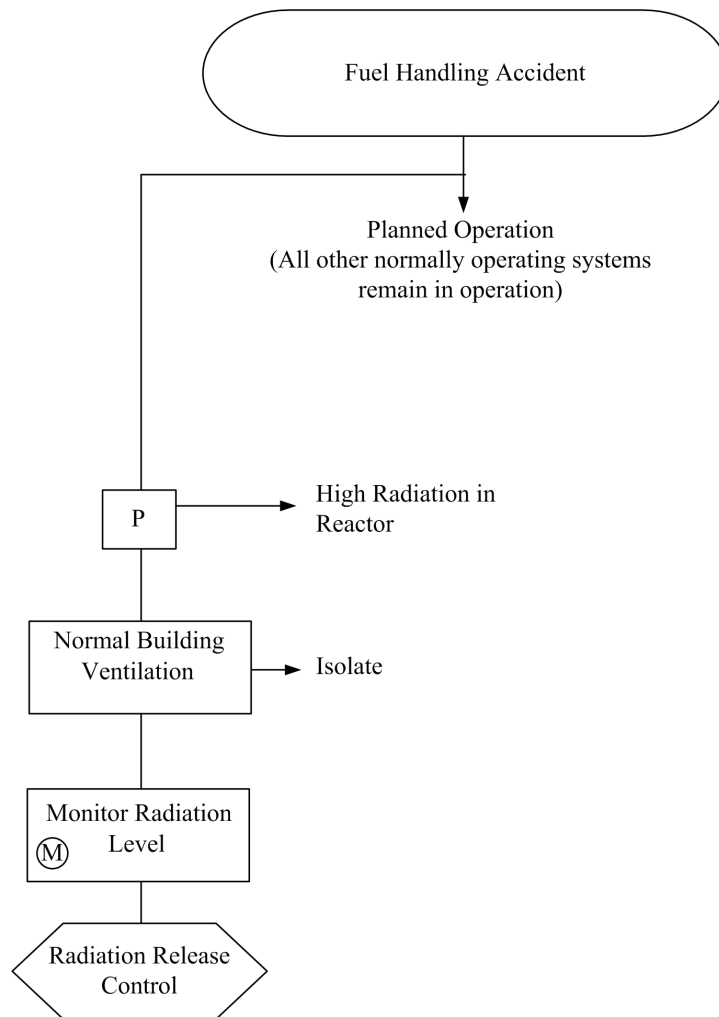 Fuel Handling Accident
Planned Operation
(All other normally operating systems
remain in operation)
High Radiation in
Reactor
P
Normal Building
Ventilation
Isolate
Monitor Radiation
Level
M
Radiation Release
Control